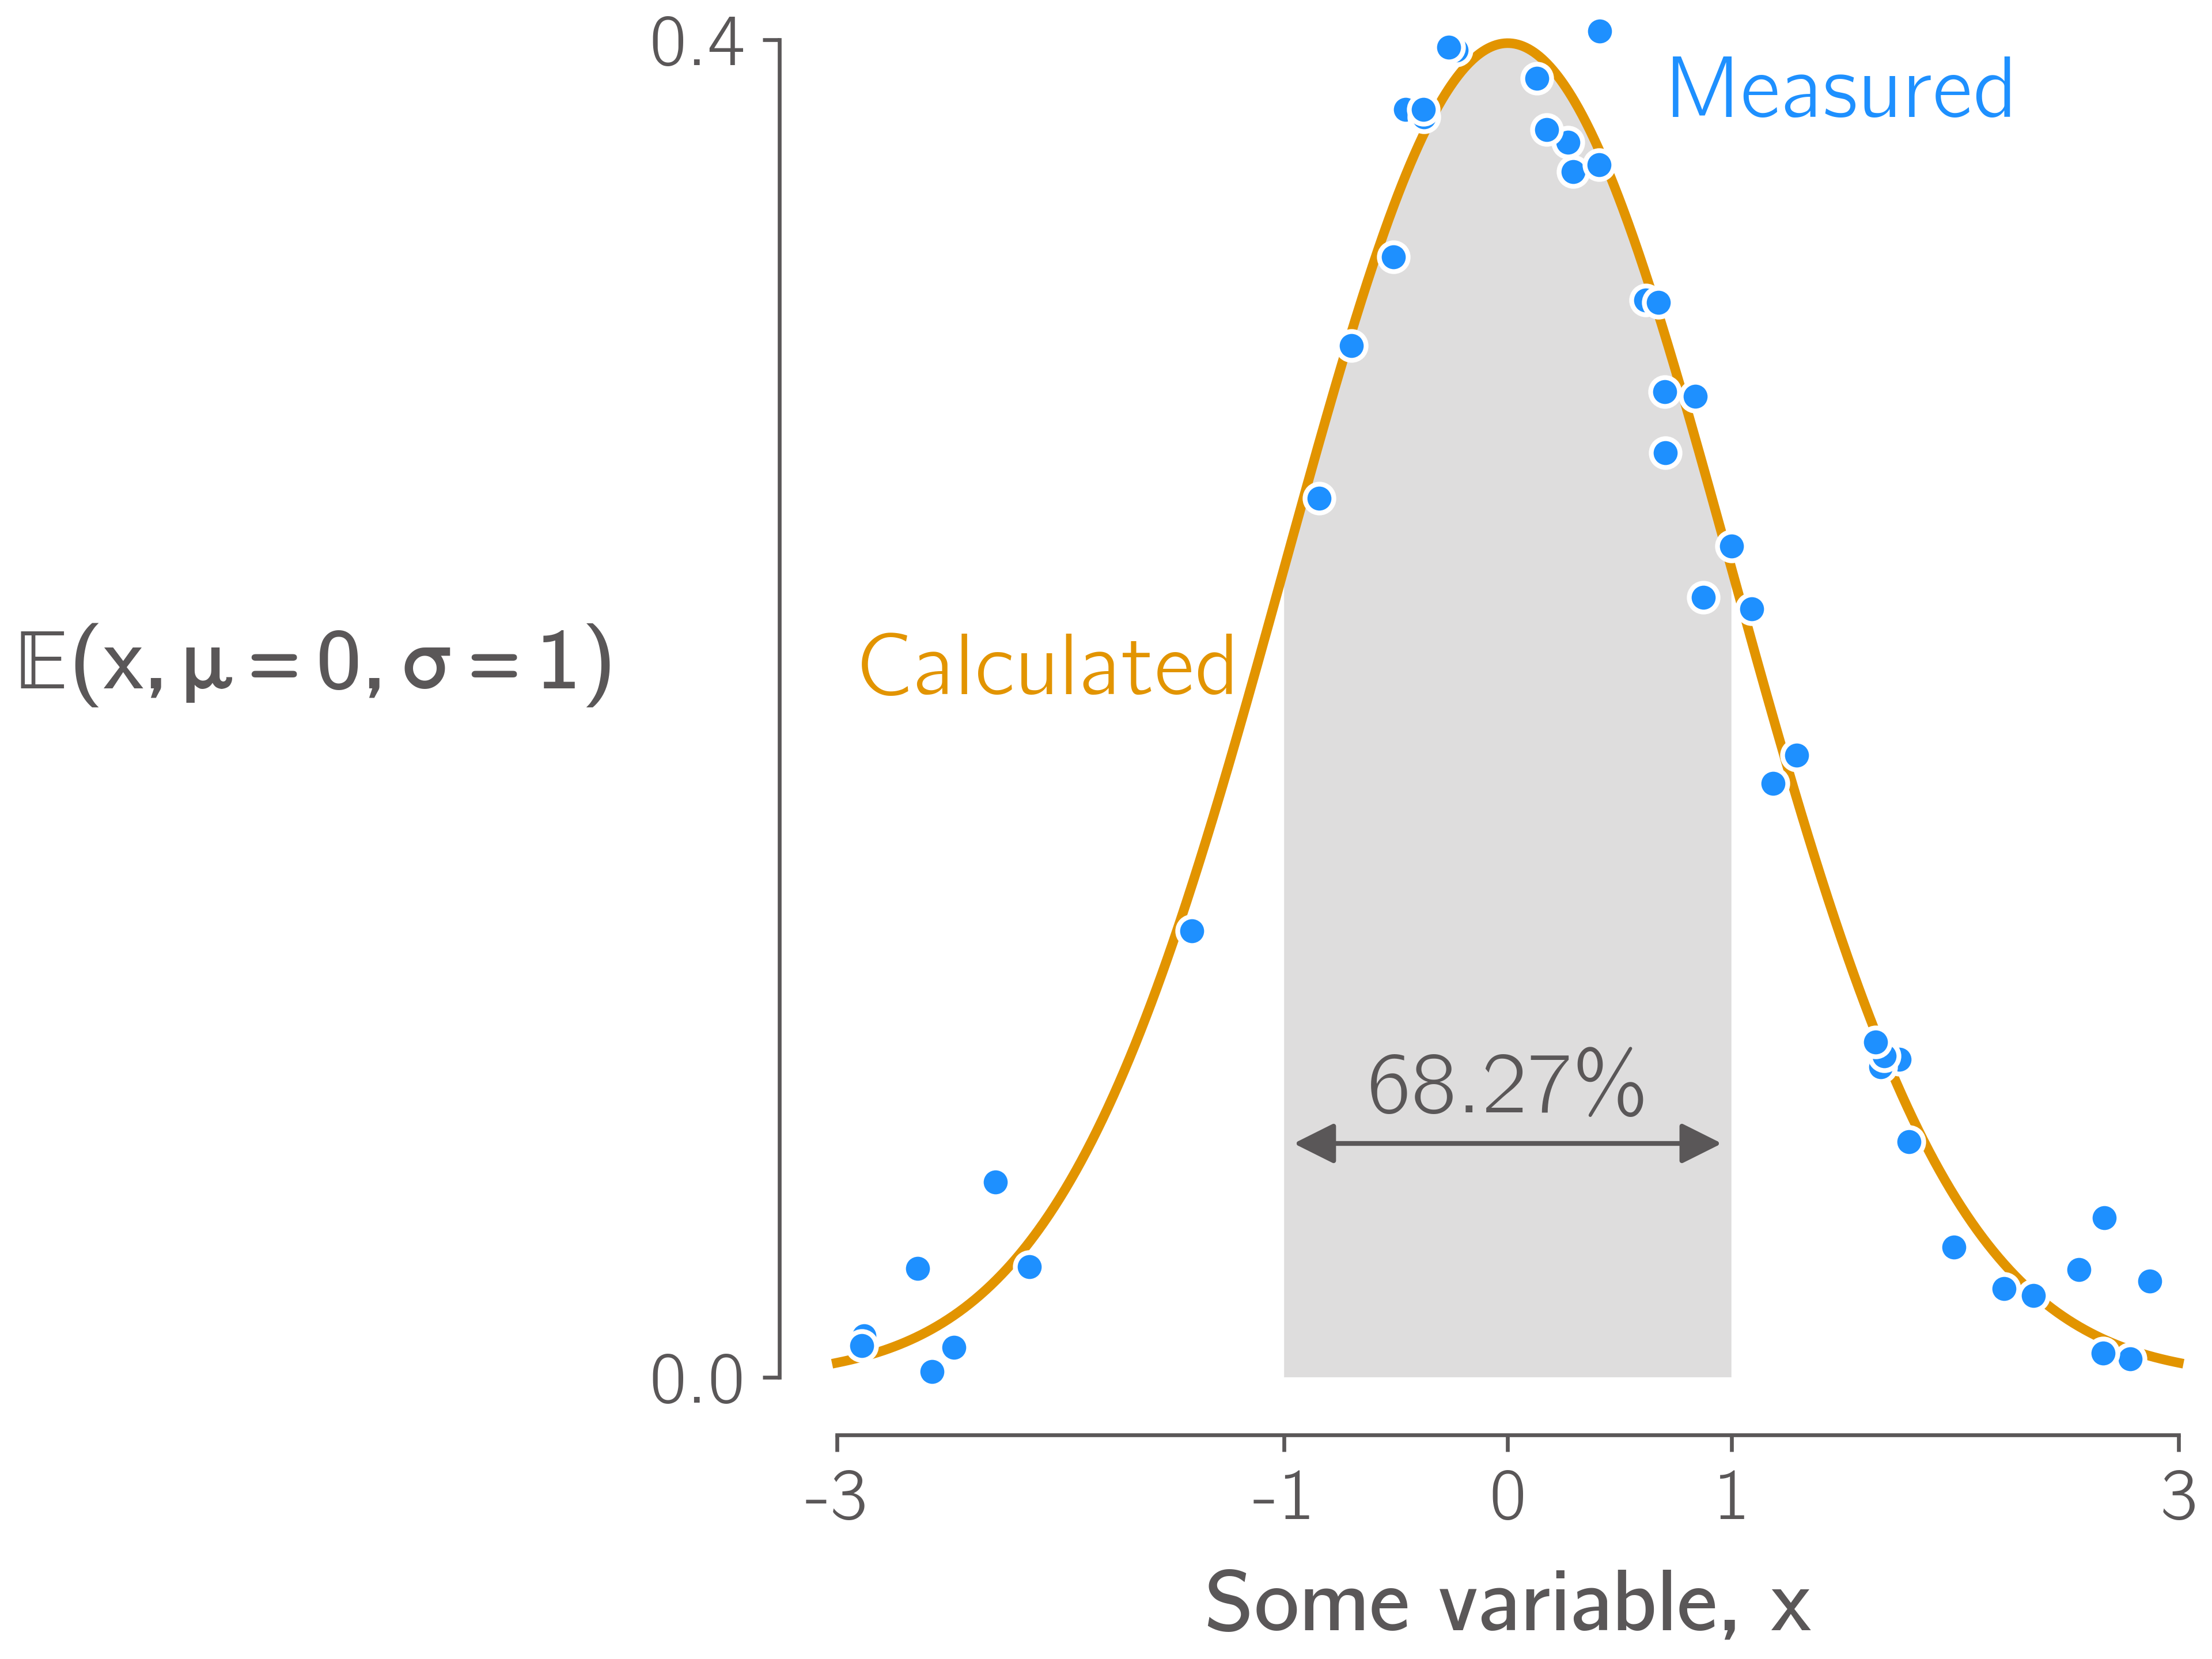 0.4
Measured
𝔼(x, μ = 0, σ = 1)
Calculated
68.27%
0.0
-3 -1 0 1 3
Some variable, x